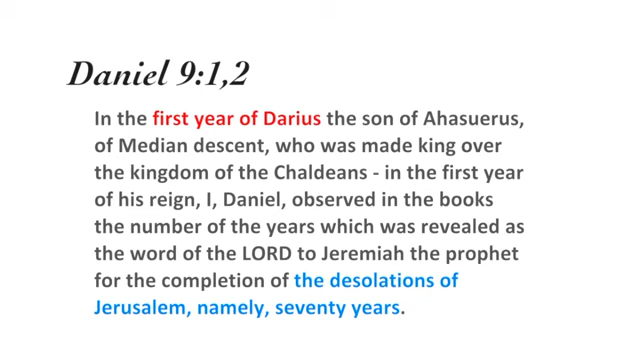 Daniel 9:1,2
In the first year of Darius the son of Ahasuerus,
of Median descent, who was made king over
the kingdom of the Chaldeans - in the first year
of his reign, I, Daniel, observed in the books
the number of the years which was revealed as
the word of the LORD to Jeremiah the prophet
for the completion of the desolations of
Jerusalem, namely, seventy years.